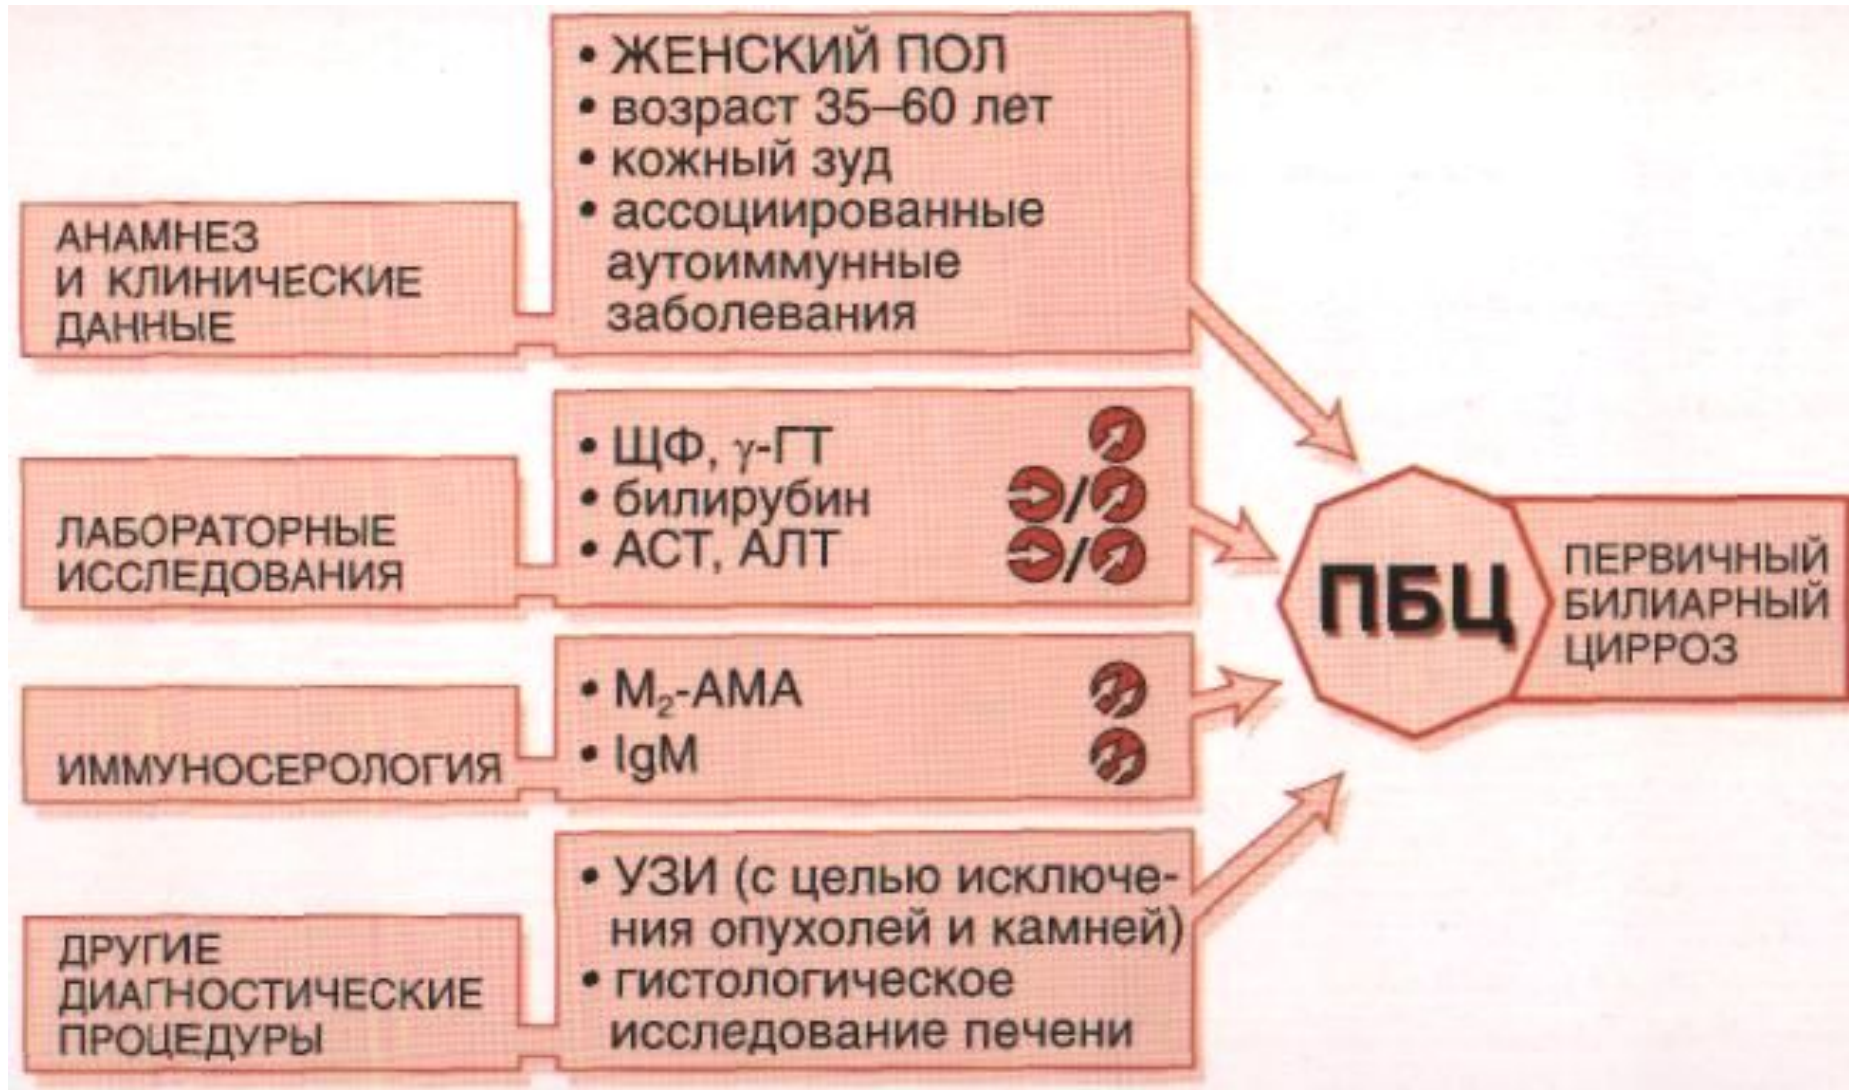 • ЖЕНСКИЙ ПОЛ
• возраст 35–60 лет
• кожный зуд
• ассоциированные
аутоиммунные
заболевания
АНАМНЕЗ
И КЛИНИЧЕСКИЕ
ДАННЫЕ
• ЩФ, γ-ГТ
• билирубин
/
• АСТ, АЛТ
/
ЛАБОРАТОРНЫЕ
ИССЛЕДОВАНИЯ
• М₂-АМА
• IgM
ИММУНОСЕРОЛОГИЯ
• УЗИ (с целью исключе-
ния опухолей и камней)
• гистологическое
исследование печени
ДРУГИЕ
ДИАГНОСТИЧЕСКИЕ
ПРОЦЕДУРЫ
ПБЦ
ПЕРВИЧНЫЙ
БИЛИАРНЫЙ
ЦИРРОЗ